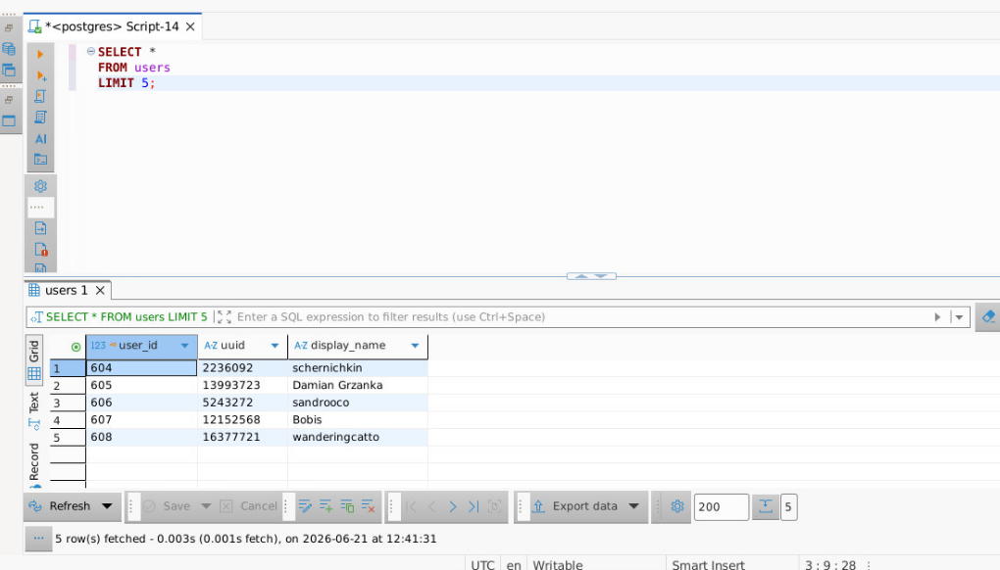 *<postgres> Script-14
SELECT *
FROM users
LIMIT 5;
AI
users 1
SELECT * FROM users LIMIT 5
Enter a SQL expression to filter results (use Ctrl+Space)
Grid
Text
Record
123 user_id A-Z uuid A-Z display_name
1 604 2236092 schernichkin
2 605 13993723 Damian Grzanka
3 606 5243272 sandrooco
4 607 12152568 Bobis
5 608 16377721 wanderingcatto
Refresh Save Cancel Export data 200 5
5 row(s) fetched - 0.003s (0.001s fetch), on 2026-06-21 at 12:41:31
UTC en Writable Smart Insert 3 : 9 : 28